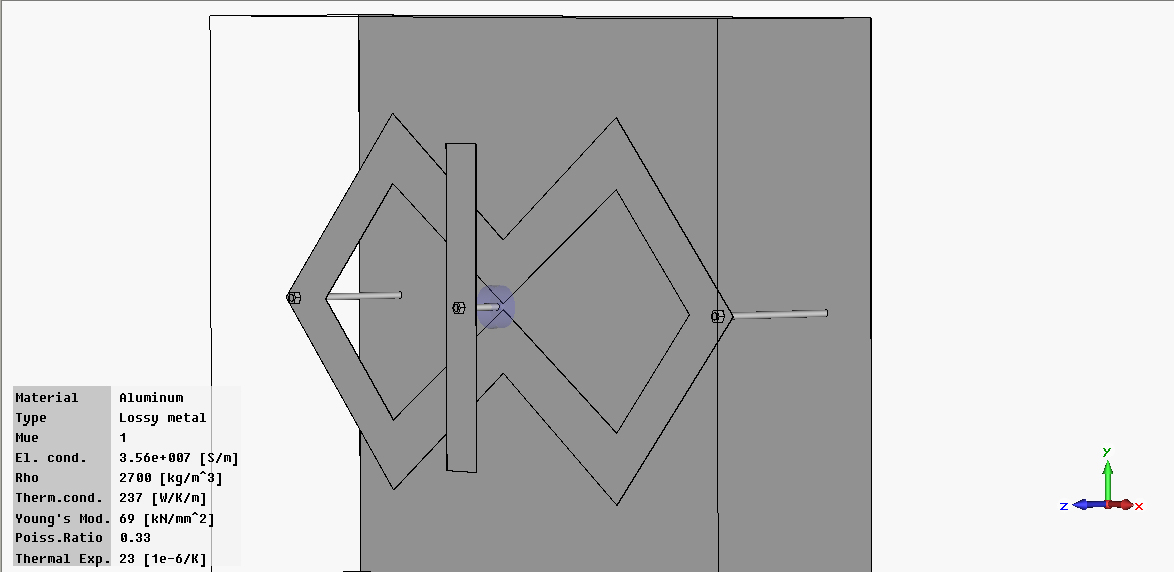 Material Aluminum
Type Lossy metal
Mue 1
El. cond. 3.56e+007 [S/m]
Rho 2700 [kg/m^3]
Therm.cond. 237 [W/K/m]
Young's Mod. 69 [kN/mm^2]
Poiss.Ratio 0.33
Thermal Exp. 23 [1e-6/K]
y
z x